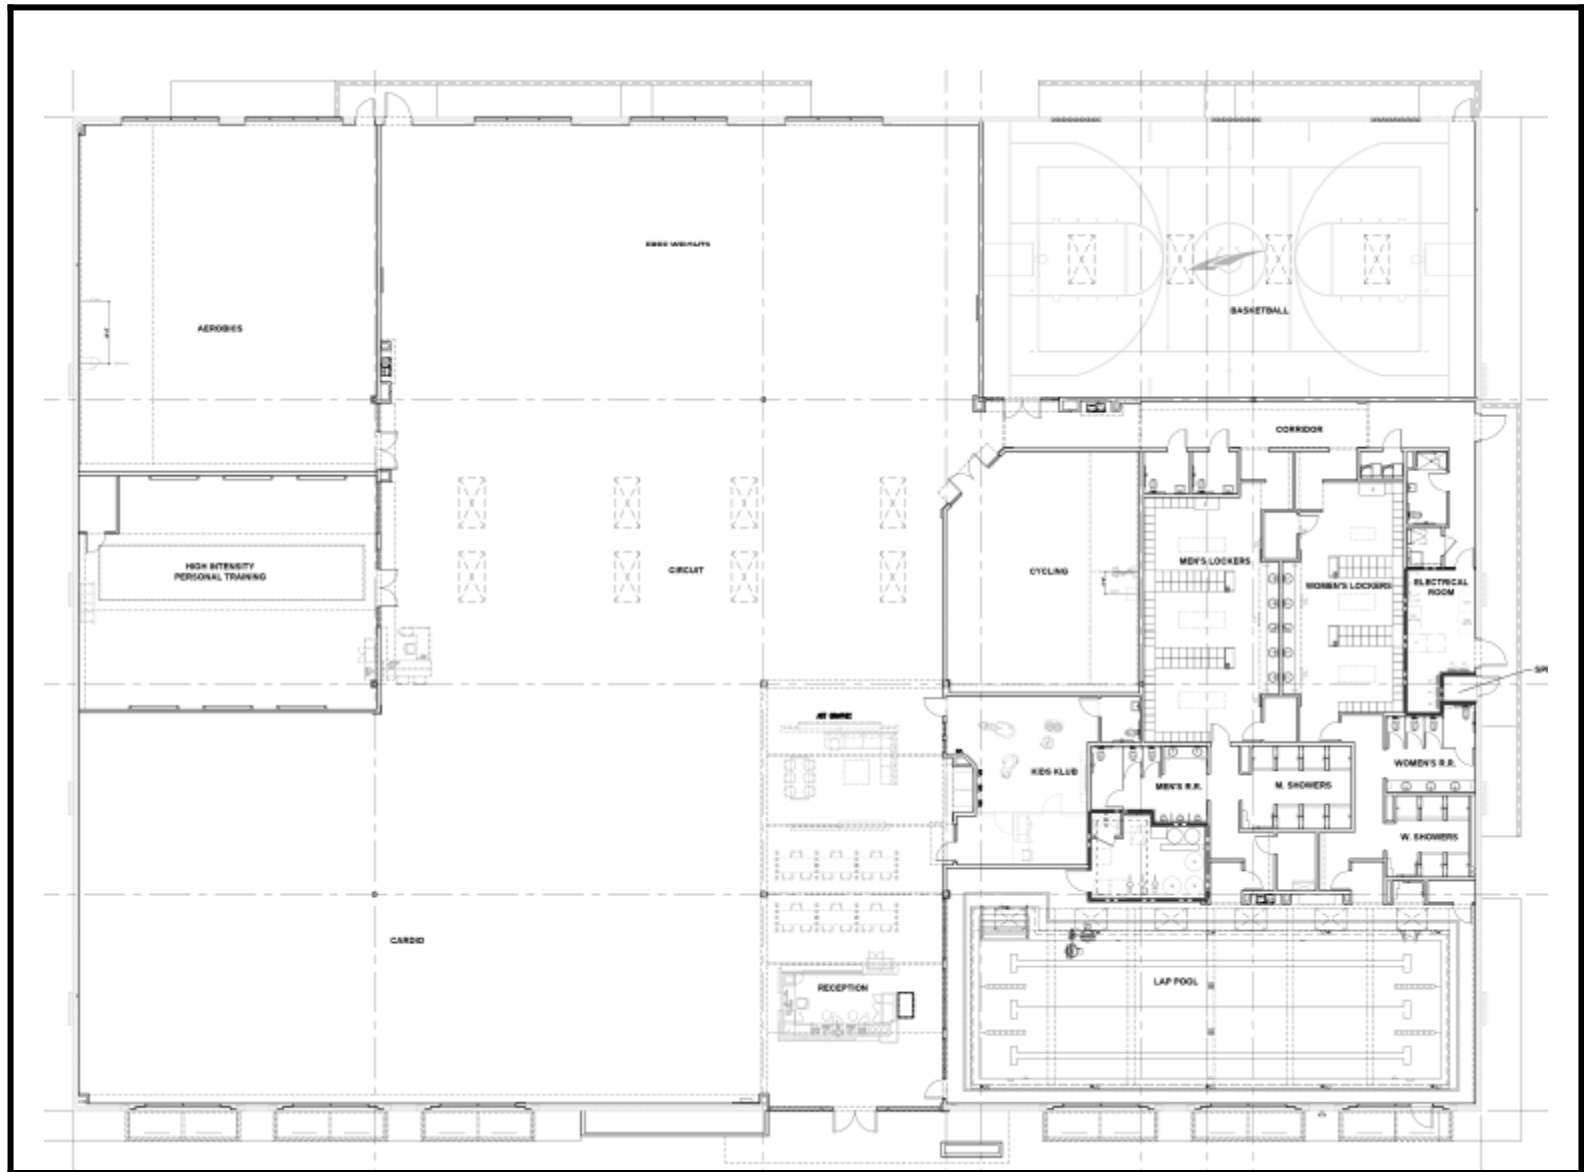 FREE WEIGHTS
BASKETBALL
AEROBICS
CORRIDOR
HIGH INTENSITY
PERSONAL TRAINING
CIRCUIT
CYCLING
MEN'S LOCKERS
WOMEN'S LOCKERS
ELECTRICAL
ROOM
KIDS KLUB
MEN'S R.R.
M. SHOWERS
WOMEN'S R.R.
W. SHOWERS
CARDIO
RECEPTION
LAP POOL